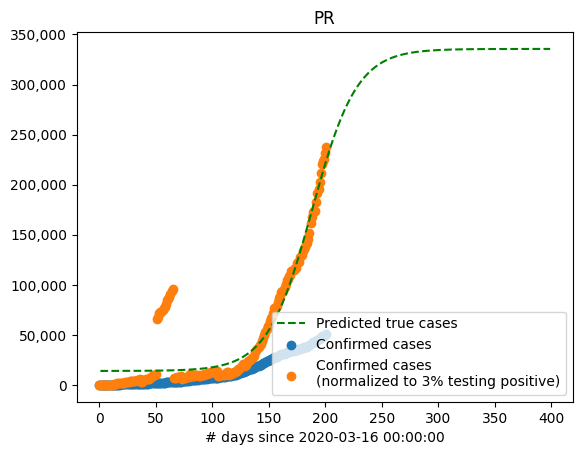 PR
350,000
300,000
250,000
200,000
150,000
100,000
50,000
0
Predicted true cases
Confirmed cases
Confirmed cases
(normalized to 3% testing positive)
0 50 100 150 200 250 300 350 400
# days since 2020-03-16 00:00:00